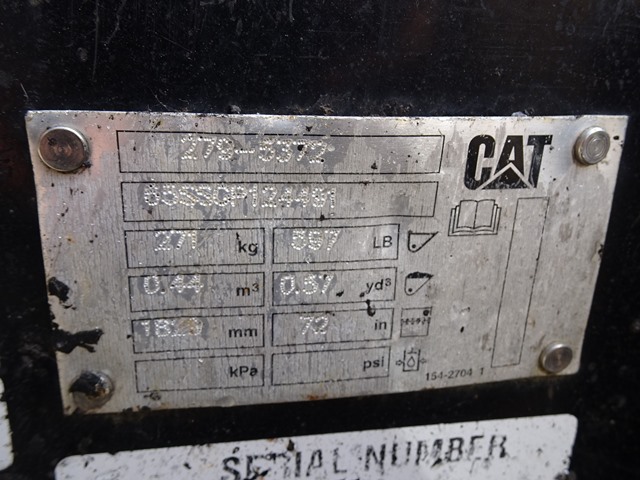 279-5372
CAT
65SSCP124491
271 kg 597 LB
0.44 m³ 0.57 yd³
1829 mm 72 in
kPa psi
154-2704 1
SERIAL NUMBER